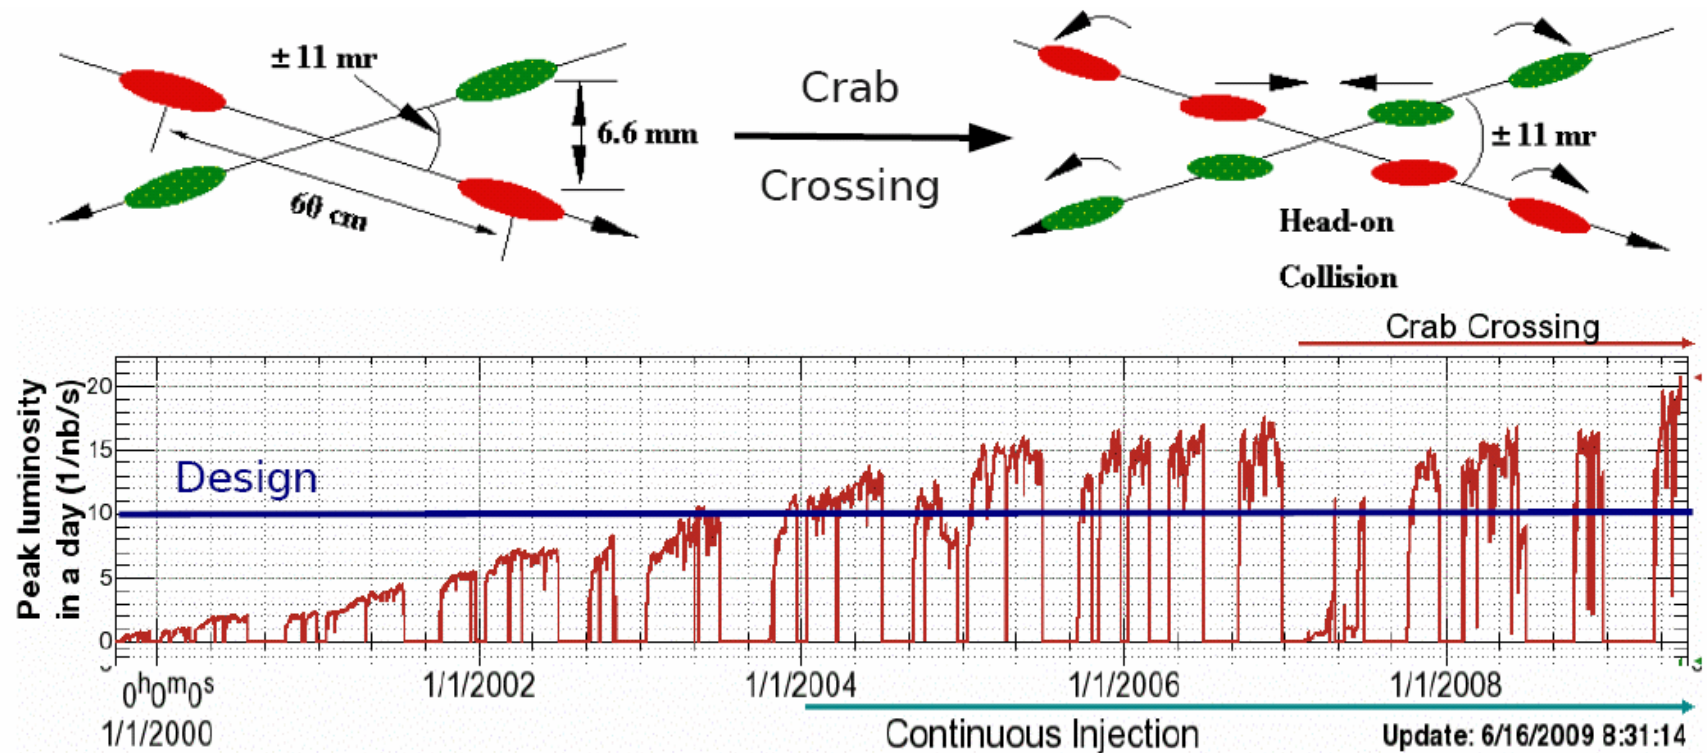 ± 11 mr
6.6 mm
60 cm
Crab
Crossing
± 11 mr
Head-on
Collision
Crab Crossing
Peak luminosity
in a day (1/nb/s)
20
15
10
5
0
Design
0h0m0s
1/1/2000
1/1/2002
1/1/2004
1/1/2006
1/1/2008
Continuous Injection
Update: 6/16/2009 8:31:14